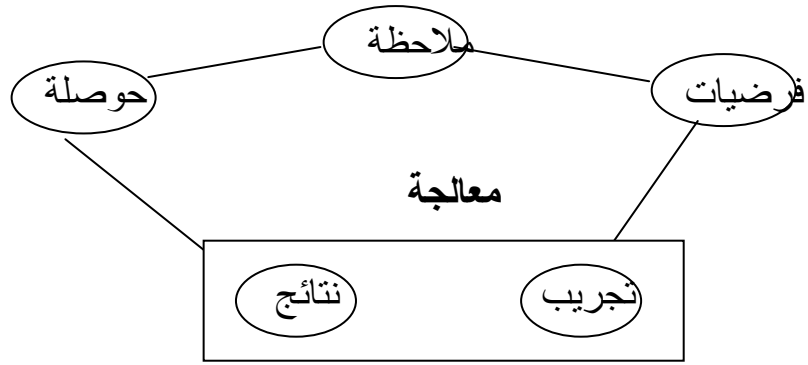 ملاحظة
فرضيات
حوصلة
معالجة
تجريب
نتائج